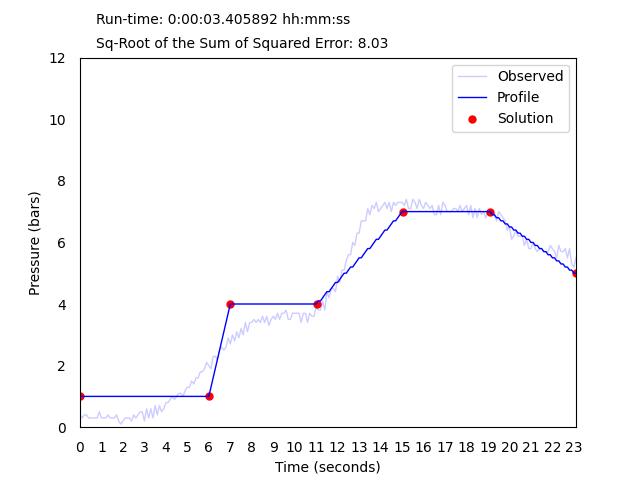 Run-time: 0:00:03.405892 hh:mm:ss
Sq-Root of the Sum of Squared Error: 8.03
Observed
Profile
Solution
12
10
8
6
4
2
0
Pressure (bars)
0 1 2 3 4 5 6 7 8 9 10 11 12 13 14 15 16 17 18 19 20 21 22 23
Time (seconds)